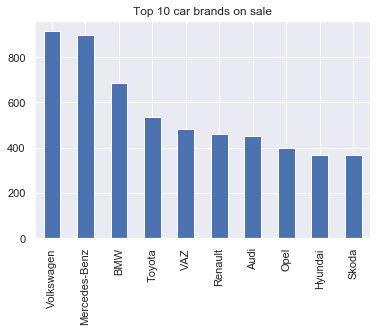 Top 10 car brands on sale
800
600
400
200
0
Volkswagen
Mercedes-Benz
BMW
Toyota
VAZ
Renault
Audi
Opel
Hyundai
Skoda